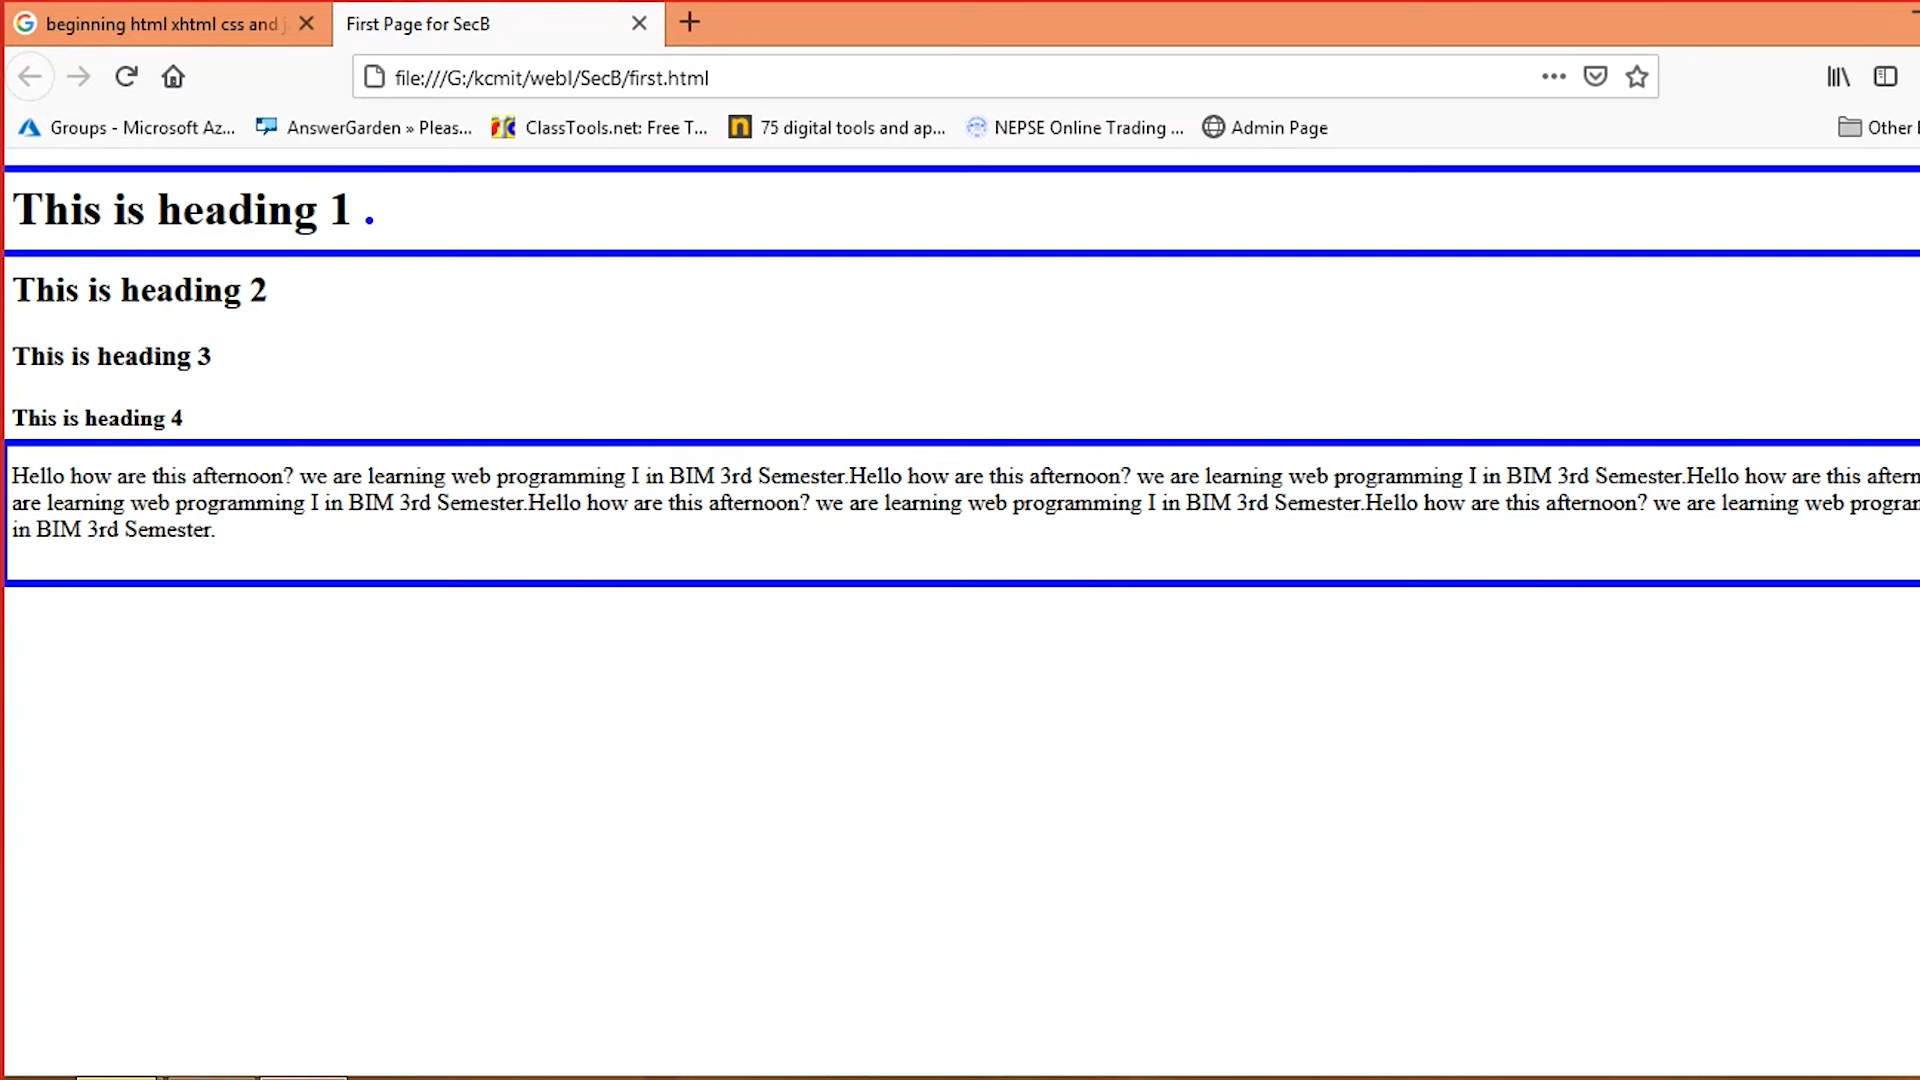 beginning html xhtml css and j
First Page for SecB
file:///G:/kcmit/webI/SecB/first.html
Groups - Microsoft Az...
AnswerGarden » Pleas...
ClassTools.net: Free T...
75 digital tools and ap...
NEPSE Online Trading ...
Admin Page
Other
This is heading 1 .
This is heading 2
This is heading 3
This is heading 4
Hello how are this afternoon? we are learning web programming I in BIM 3rd Semester.Hello how are this afternoon? we are learning web programming I in BIM 3rd Semester.Hello how are this aftern
are learning web programming I in BIM 3rd Semester.Hello how are this afternoon? we are learning web programming I in BIM 3rd Semester.Hello how are this afternoon? we are learning web progran
in BIM 3rd Semester.